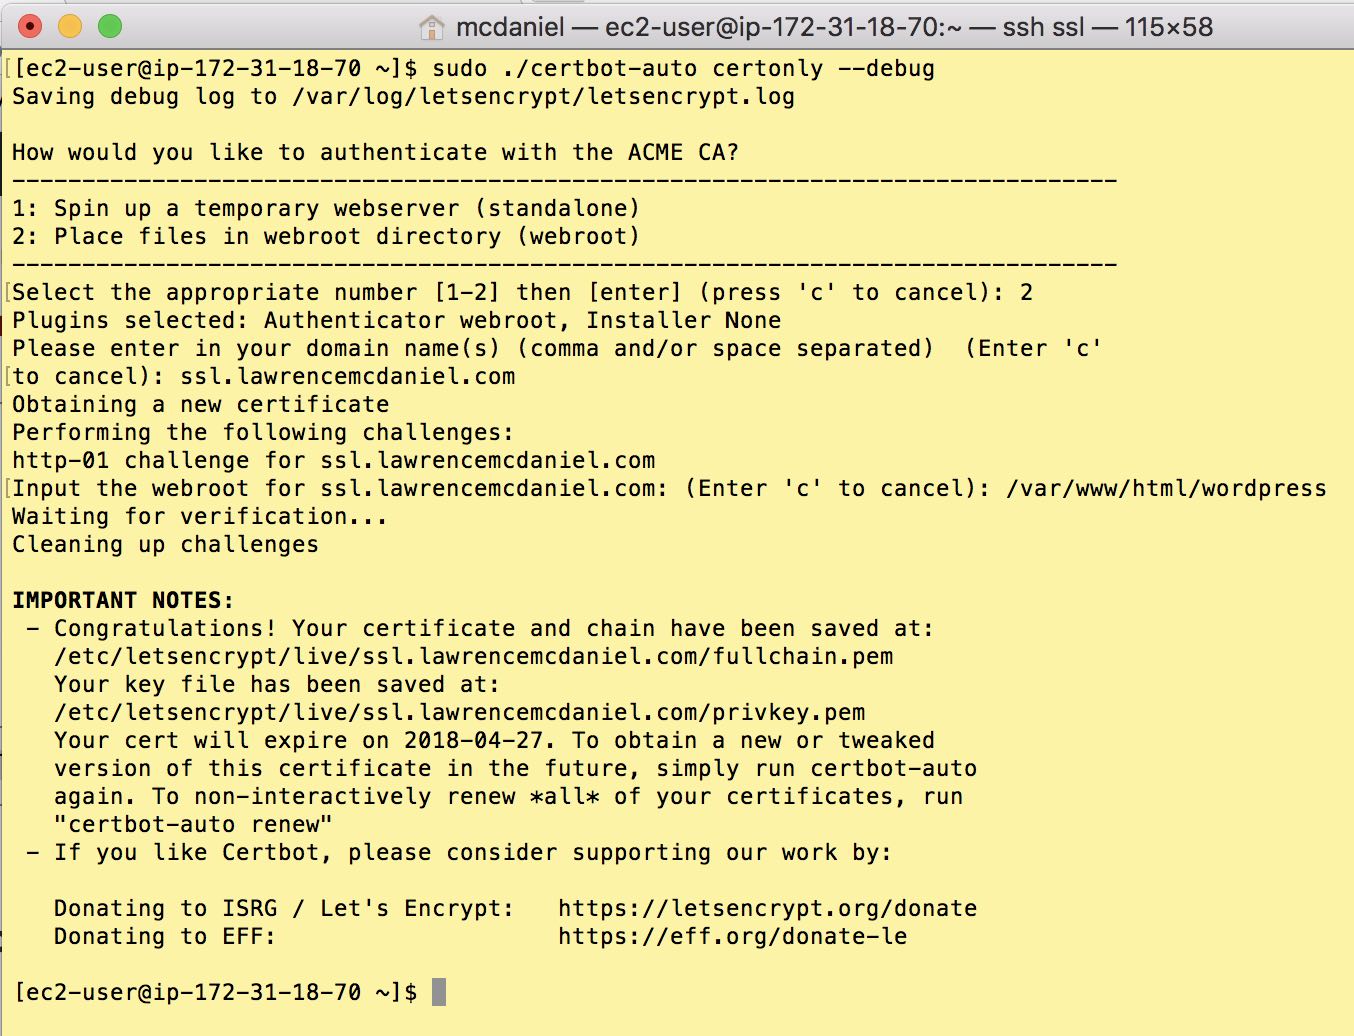 mcdaniel — ec2-user@ip-172-31-18-70:~ — ssh ssl — 115×58
[[ec2-user@ip-172-31-18-70 ~]$ sudo ./certbot-auto certonly --debug
Saving debug log to /var/log/letsencrypt/letsencrypt.log
How would you like to authenticate with the ACME CA?
-------------------------------------------------------------------------------
1: Spin up a temporary webserver (standalone)
2: Place files in webroot directory (webroot)
-------------------------------------------------------------------------------
[Select the appropriate number [1-2] then [enter] (press 'c' to cancel): 2
Plugins selected: Authenticator webroot, Installer None
Please enter in your domain name(s) (comma and/or space separated)  (Enter 'c'
[to cancel): ssl.lawrencemcdaniel.com
Obtaining a new certificate
Performing the following challenges:
http-01 challenge for ssl.lawrencemcdaniel.com
[Input the webroot for ssl.lawrencemcdaniel.com: (Enter 'c' to cancel): /var/www/html/wordpress
Waiting for verification...
Cleaning up challenges
IMPORTANT NOTES:
 - Congratulations! Your certificate and chain have been saved at:
   /etc/letsencrypt/live/ssl.lawrencemcdaniel.com/fullchain.pem
   Your key file has been saved at:
   /etc/letsencrypt/live/ssl.lawrencemcdaniel.com/privkey.pem
   Your cert will expire on 2018-04-27. To obtain a new or tweaked
   version of this certificate in the future, simply run certbot-auto
   again. To non-interactively renew *all* of your certificates, run
   "certbot-auto renew"
 - If you like Certbot, please consider supporting our work by:
   Donating to ISRG / Let's Encrypt:   https://letsencrypt.org/donate
   Donating to EFF:                    https://eff.org/donate-le
[ec2-user@ip-172-31-18-70 ~]$